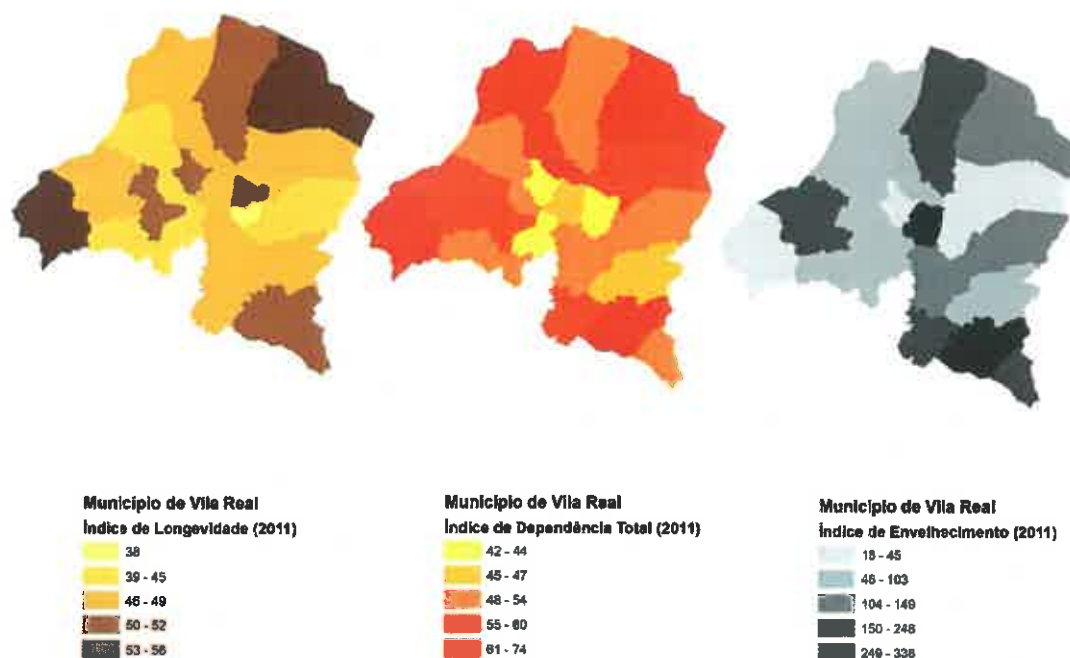 Município de Vila Real
Índice de Longevidade (2011)
38
39 - 45
46 - 49
50 - 52
53 - 56
Município de Vila Real
Índice de Dependência Total (2011)
42 - 44
45 - 47
48 - 54
55 - 60
61 - 74
Município de Vila Real
Índice de Envelhecimento (2011)
18 - 45
46 - 103
104 - 149
150 - 248
249 - 338